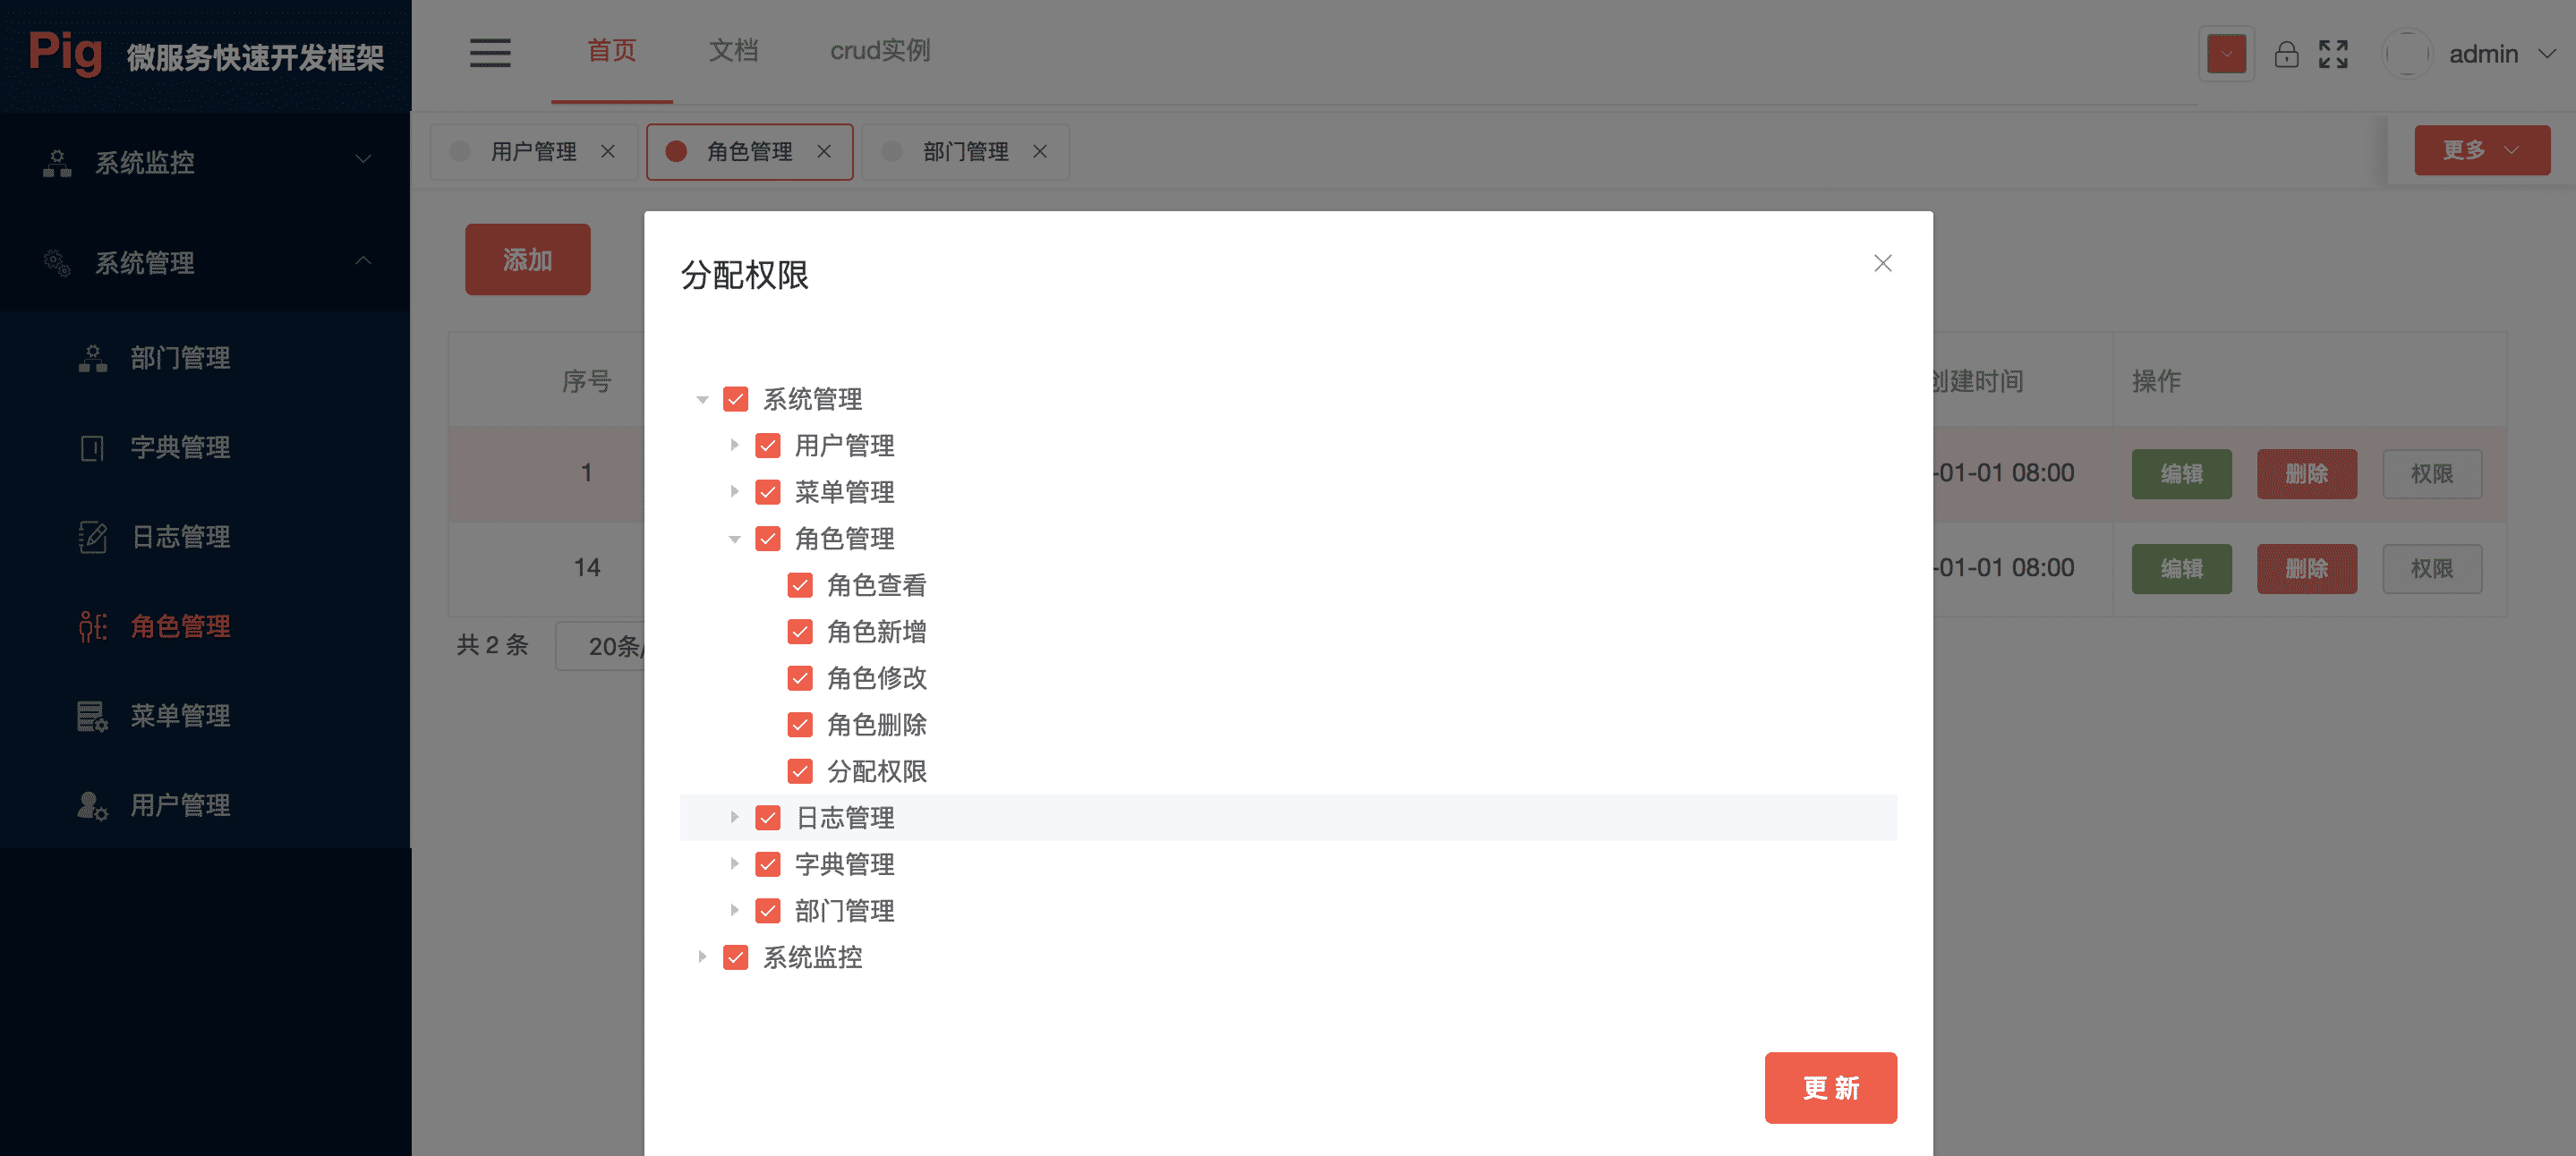 Pig 微服务快速开发框架
首页 文档 crud实例
admin
系统监控
系统管理
部门管理
字典管理
日志管理
角色管理
菜单管理
用户管理
用户管理 角色管理 部门管理
更多
添加
序号 创建时间 操作
1 -01-01 08:00 编辑 删除 权限
14 -01-01 08:00 编辑 删除 权限
共 2 条 20条/
分配权限
系统管理
用户管理
菜单管理
角色管理
角色查看
角色新增
角色修改
角色删除
分配权限
日志管理
字典管理
部门管理
系统监控
更 新